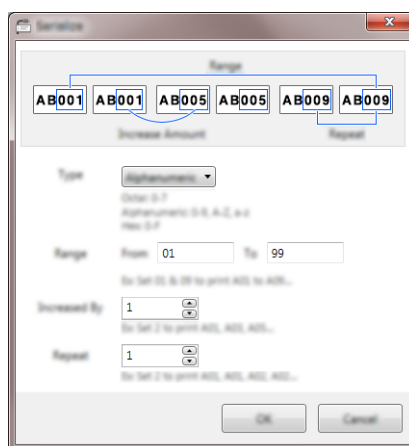 Serialize
Range
AB001 AB001 AB005 AB005 AB009 AB009
Increase Amount Repeat
Type Alphanumeric
Octal: 0-7
Alphanumeric: 0-9, A-Z, a-z
Hex: 0-F
Range From 01 To 99
Ex: Set 01 & 09 to print A01 to A09...
Increased By 1
Ex: Set 2 to print A01, A03, A05...
Repeat 1
Ex: Set 2 to print A01, A01, A02, A02...
OK Cancel